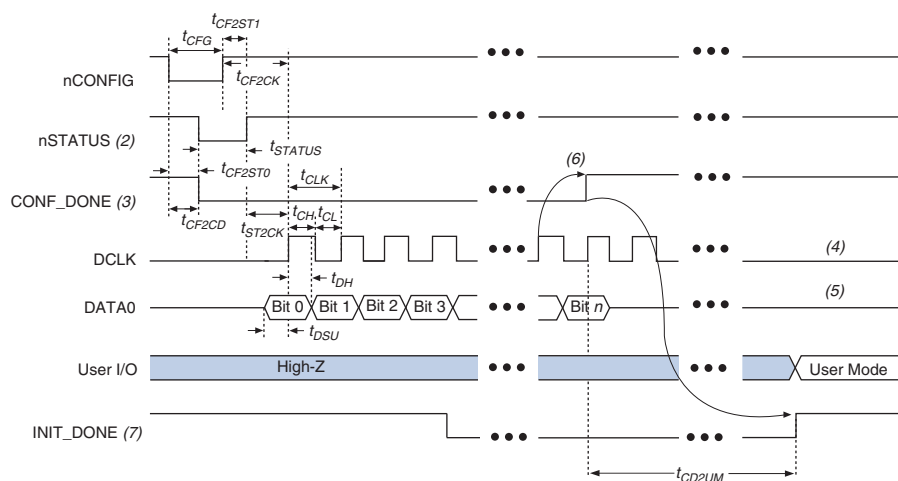 tCF2ST1
tCFG
nCONFIG
tCF2CK
nSTATUS (2)
tSTATUS
tCF2ST0
tCLK
(6)
CONF_DONE (3)
tCF2CD
tST2CK
tCH
tCL
DCLK
(4)
tDH
DATA0
Bit 0
Bit 1
Bit 2
Bit 3
Bit n
(5)
tDSU
User I/O
High-Z
User Mode
INIT_DONE (7)
tCD2UM